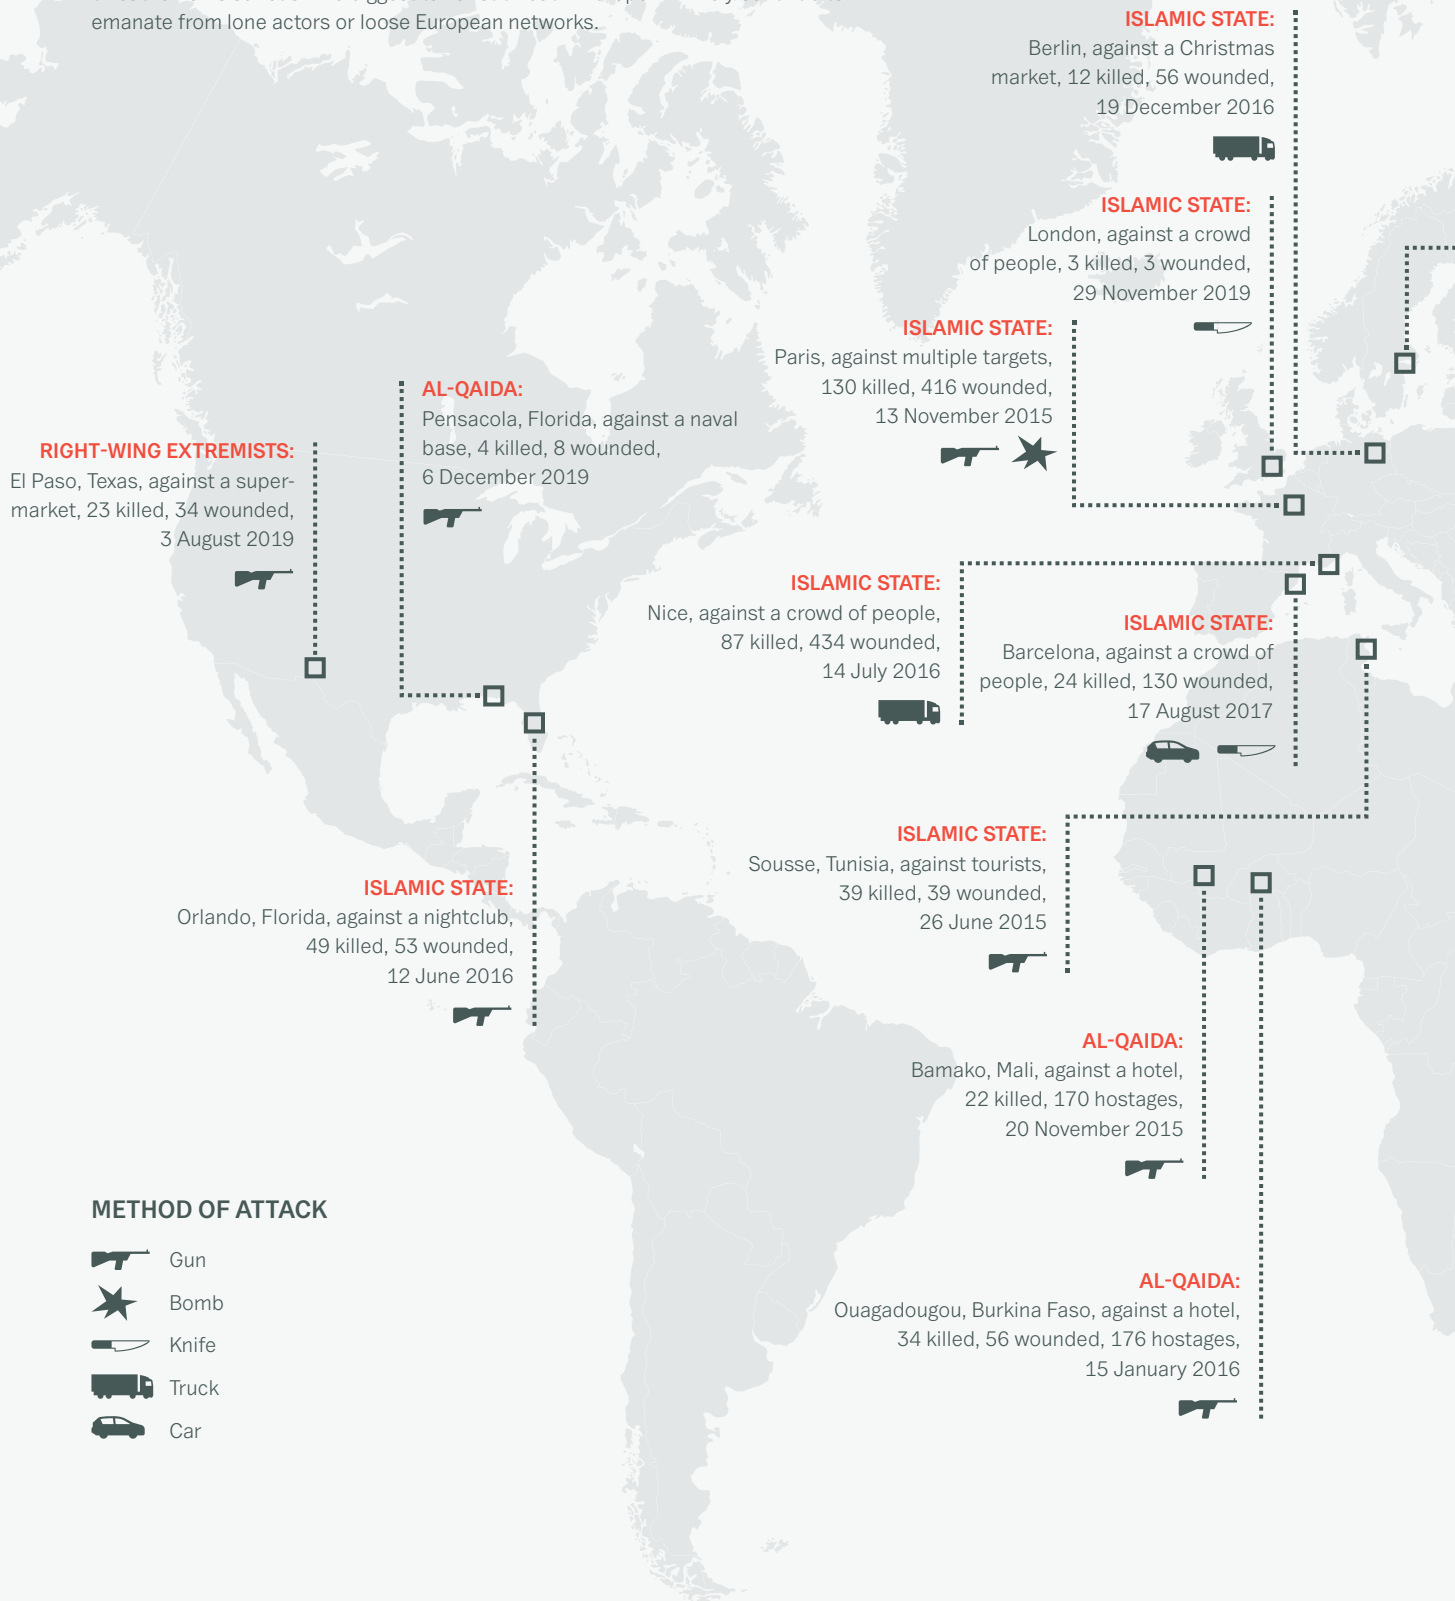 emanate from lone actors or loose European networks.
ISLAMIC STATE:
Berlin, against a Christmas
market, 12 killed, 56 wounded,
19 December 2016
ISLAMIC STATE:
London, against a crowd
of people, 3 killed, 3 wounded,
29 November 2019
ISLAMIC STATE:
Paris, against multiple targets,
130 killed, 416 wounded,
13 November 2015
AL-QAIDA:
Pensacola, Florida, against a naval
base, 4 killed, 8 wounded,
6 December 2019
RIGHT-WING EXTREMISTS:
El Paso, Texas, against a super-
market, 23 killed, 34 wounded,
3 August 2019
ISLAMIC STATE:
Nice, against a crowd of people,
87 killed, 434 wounded,
14 July 2016
ISLAMIC STATE:
Barcelona, against a crowd of
people, 24 killed, 130 wounded,
17 August 2017
ISLAMIC STATE:
Sousse, Tunisia, against tourists,
39 killed, 39 wounded,
26 June 2015
ISLAMIC STATE:
Orlando, Florida, against a nightclub,
49 killed, 53 wounded,
12 June 2016
AL-QAIDA:
Bamako, Mali, against a hotel,
22 killed, 170 hostages,
20 November 2015
AL-QAIDA:
Ouagadougou, Burkina Faso, against a hotel,
34 killed, 56 wounded, 176 hostages,
15 January 2016
METHOD OF ATTACK
Gun
Bomb
Knife
Truck
Car